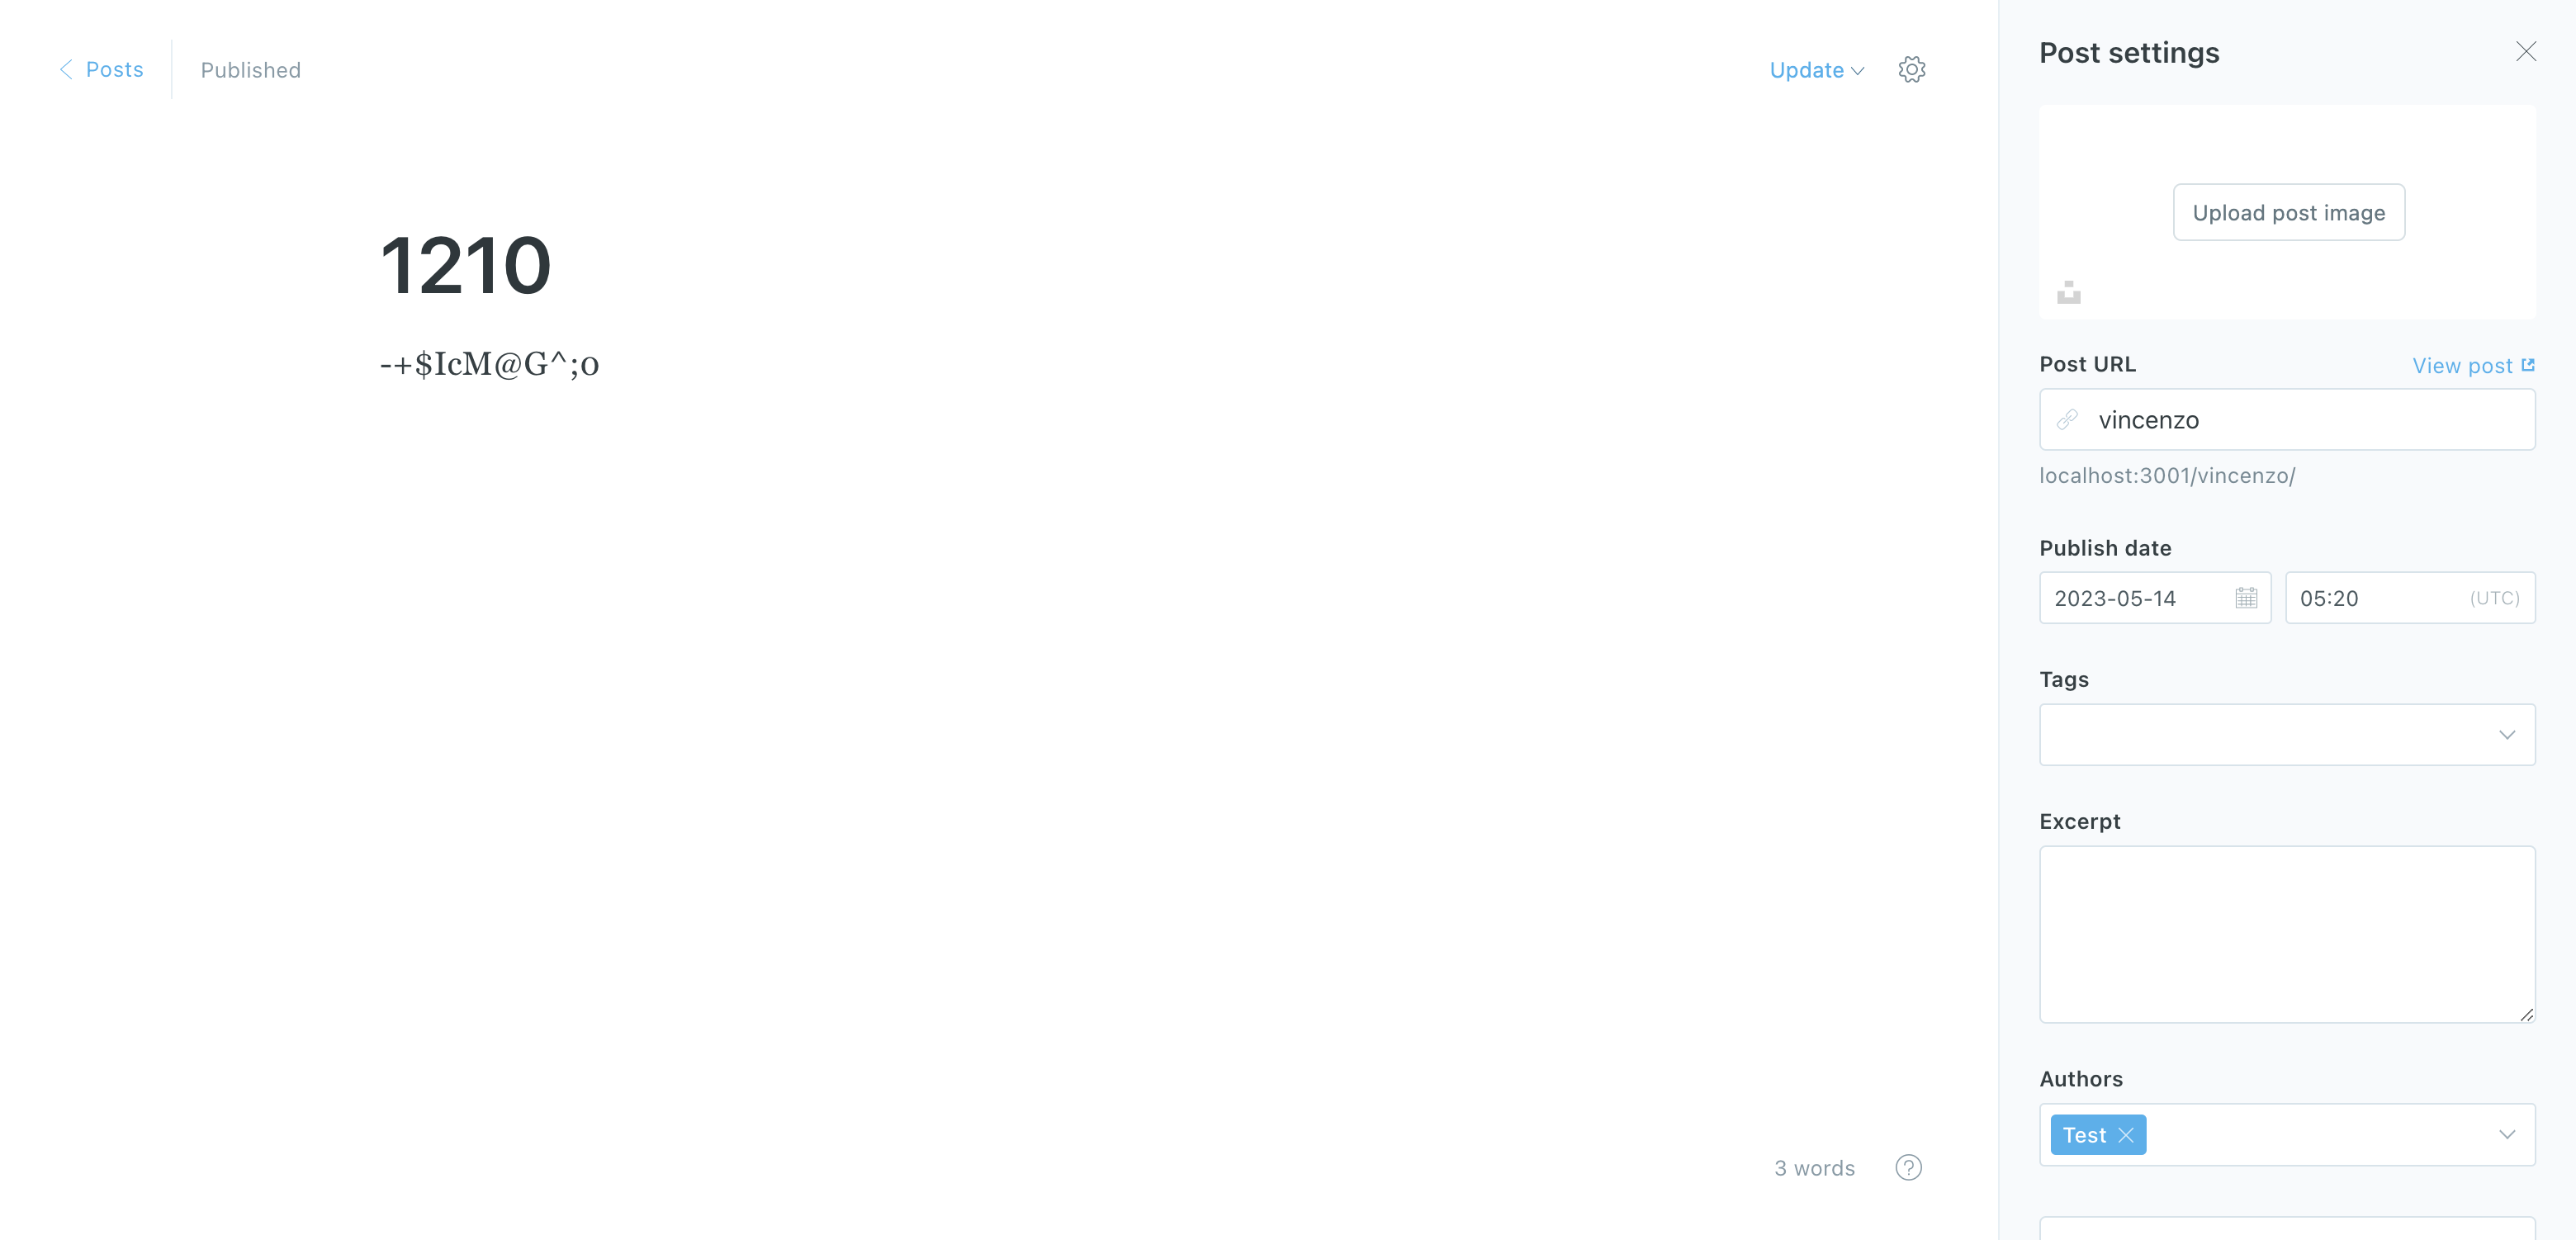 Posts
Published
Update
1210
-+$IcM@G^;0
3 words
?
Post settings
Upload post image
Post URL
View post
vincenzo
localhost:3001/vincenzo/
Publish date
2023-05-14
05:20
(UTC)
Tags
Excerpt
Authors
Test